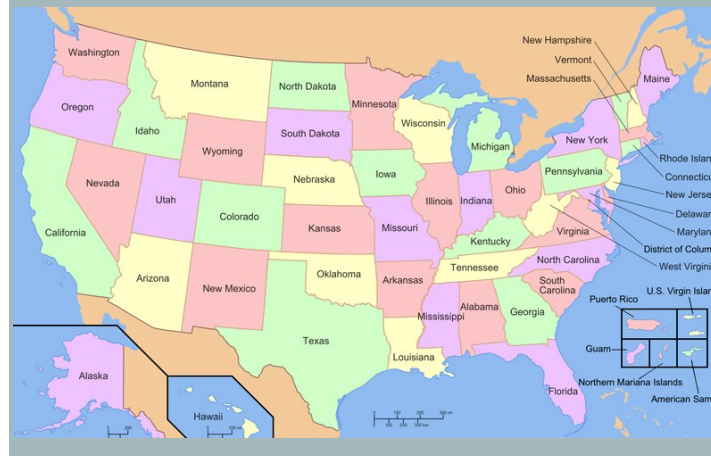 New Hampshire
Vermont
Massachusetts
Washington
Montana
North Dakota
Minnesota
Maine
Oregon
Idaho
Wisconsin
South Dakota
New York
Michigan
Wyoming
Rhode Islan
Connecticu
Pennsylvania
Iowa
Nebraska
Nevada
Utah
Ohio
Illinois
Indiana
New Jerse
Delawar
Marylan
Colorado
Kansas
Missouri
California
Virginia
Kentucky
District of Colum
West Virgini
North Carolina
Tennessee
Arizona
Oklahoma
Arkansas
New Mexico
South
Carolina
U.S. Virgin Islan
Puerto Rico
Alabama
Georgia
Mississippi
Texas
Guam
Louisiana
Alaska
Northern Mariana Islands
Florida
American Sam
Hawaii